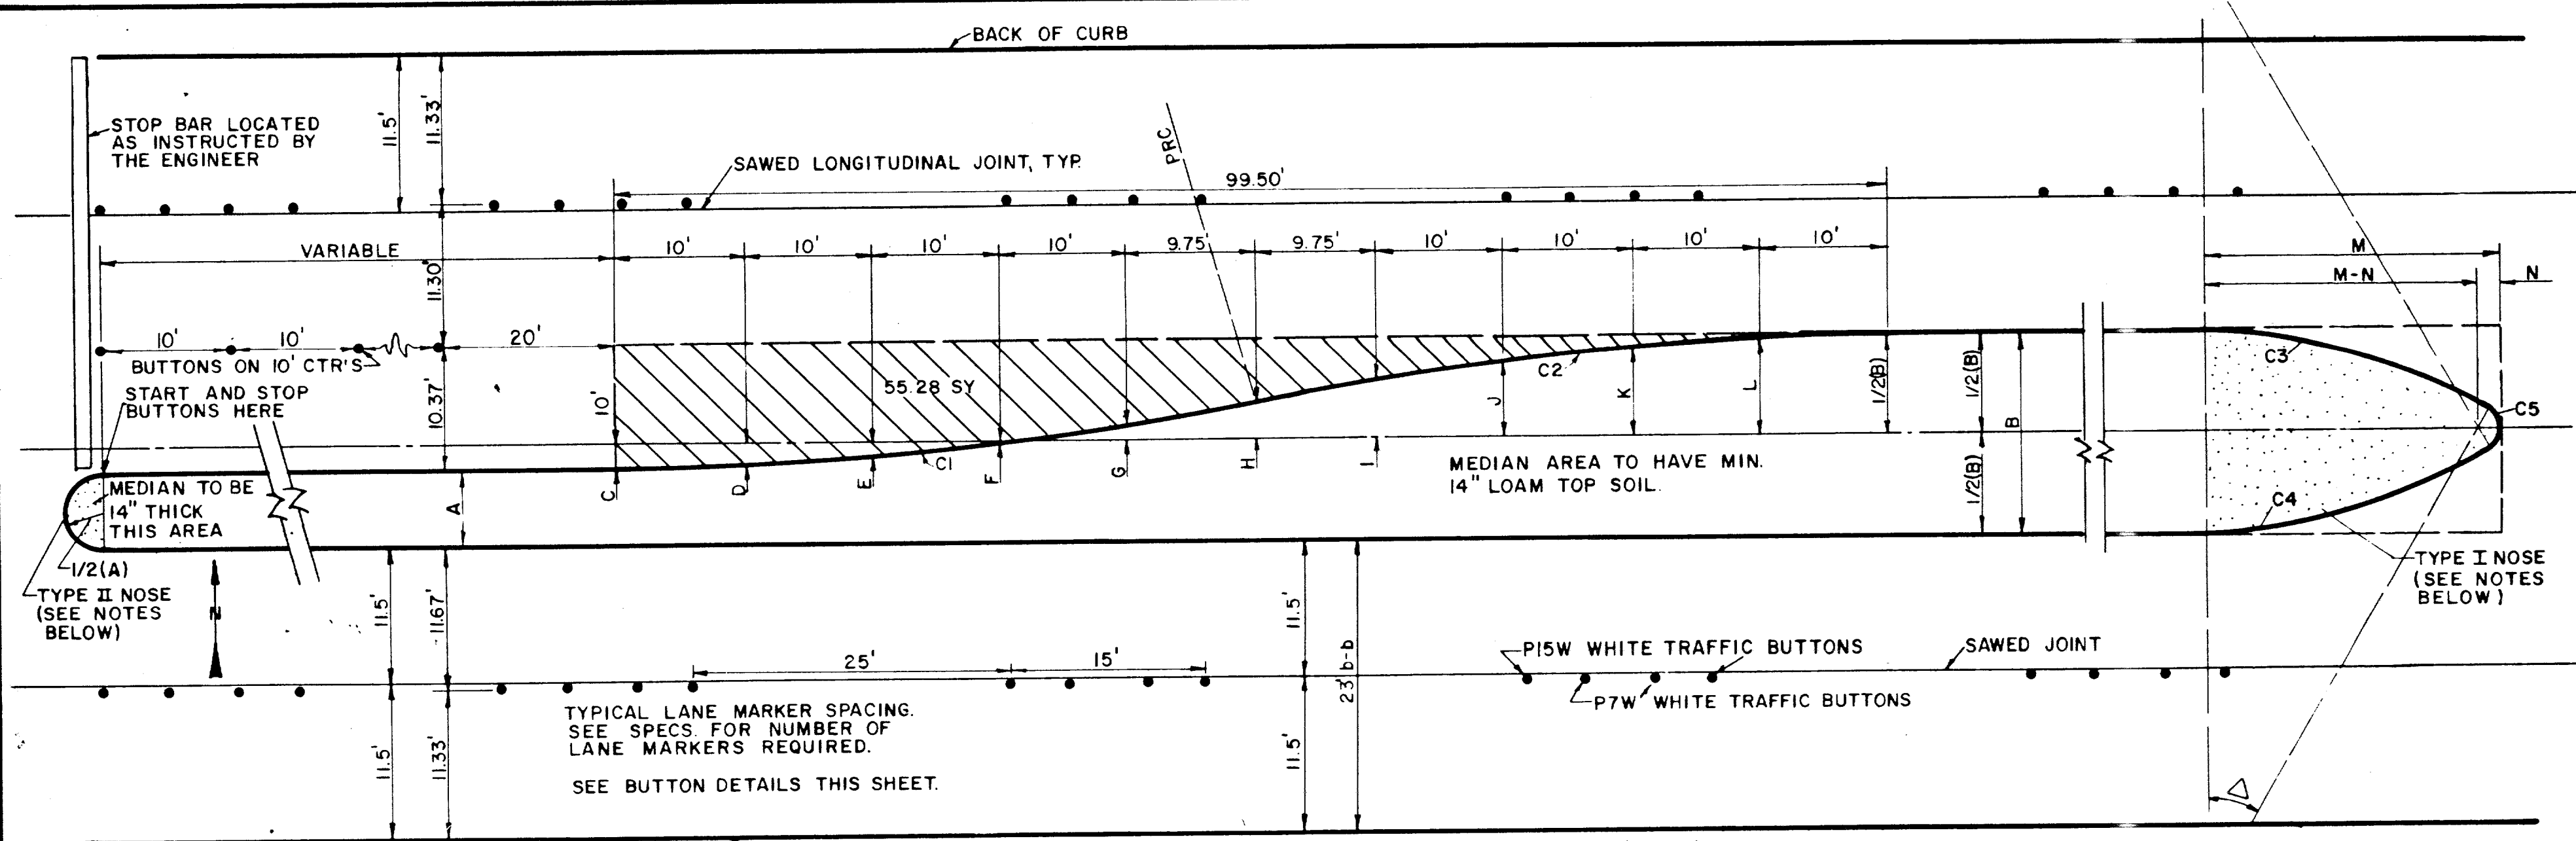 BACK OF CURB
STOP BAR LOCATED
AS INSTRUCTED BY
THE ENGINEER
11.5'
11.33'
SAWED LONGITUDINAL JOINT, TYP.
PRC
99.50'
VARIABLE
11.30'
10'
10'
10'
10'
9.75'
9.75'
10'
10'
10'
10'
M
M-N
N
10'
10'
20'
BUTTONS ON 10' CTR'S
START AND STOP
BUTTONS HERE
10.37'
10'
55.28 SY
C1
C2
C3
C4
C5
C
D
E
F
G
H
I
J
K
L
1/2(B)
1/2(B)
1/2(B)
B
A
MEDIAN AREA TO HAVE MIN.
14" LOAM TOP SOIL.
MEDIAN TO BE
14" THICK
THIS AREA
1/2(A)
TYPE II NOSE
(SEE NOTES
BELOW)
N
TYPE I NOSE
(SEE NOTES
BELOW)
11.5'
11.67'
11.5'
23' b-b
25'
15'
P15W WHITE TRAFFIC BUTTONS
SAWED JOINT
P7W WHITE TRAFFIC BUTTONS
TYPICAL LANE MARKER SPACING.
SEE SPECS. FOR NUMBER OF
LANE MARKERS REQUIRED.
SEE BUTTON DETAILS THIS SHEET.
11.5'
11.33'
11.5'
Δ